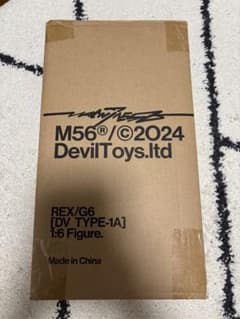 M56®/©2024
DevilToys.ltd
REX/G6
[DV TYPE-1A]
1:6 Figure.
Made in China